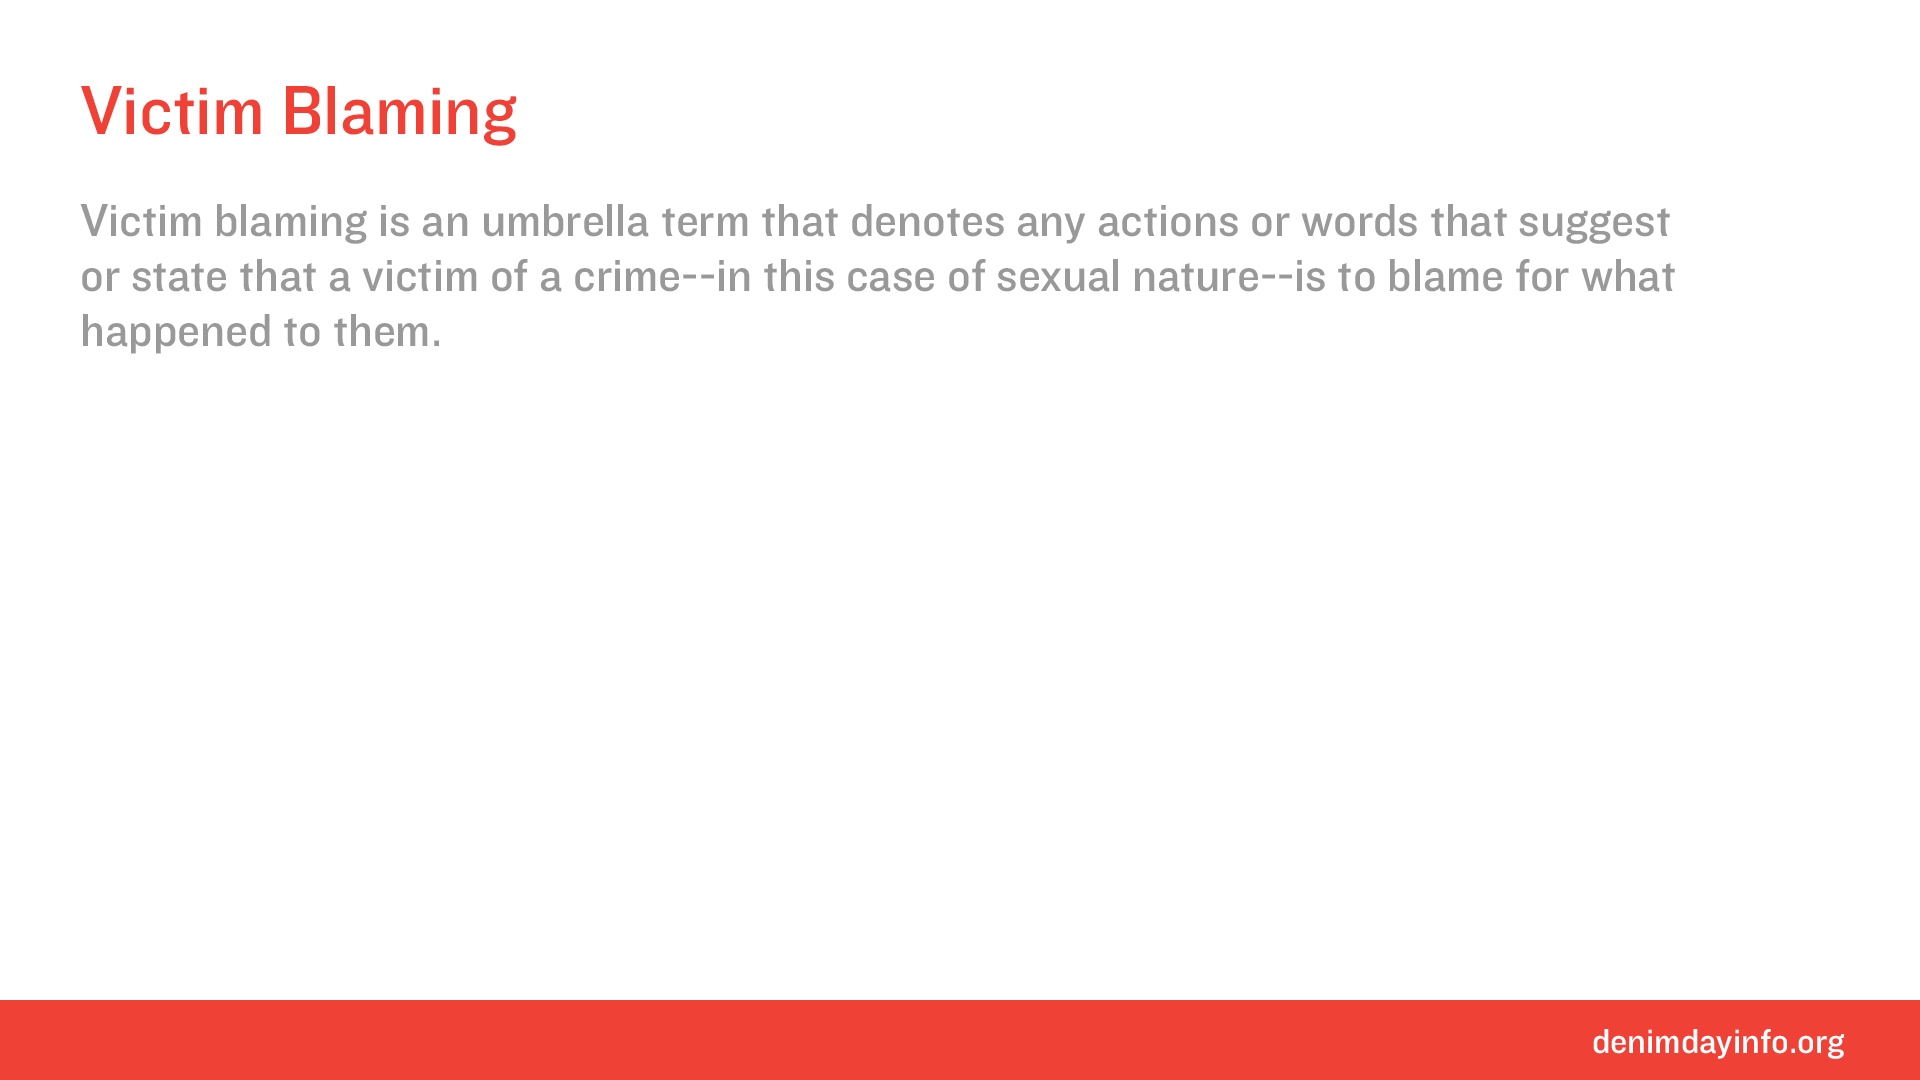 Victim Blaming
Victim blaming is an umbrella term that denotes any actions or words that suggest
or state that a victim of a crime--in this case of sexual nature--is to blame for what
happened to them.
denimdayinfo.org